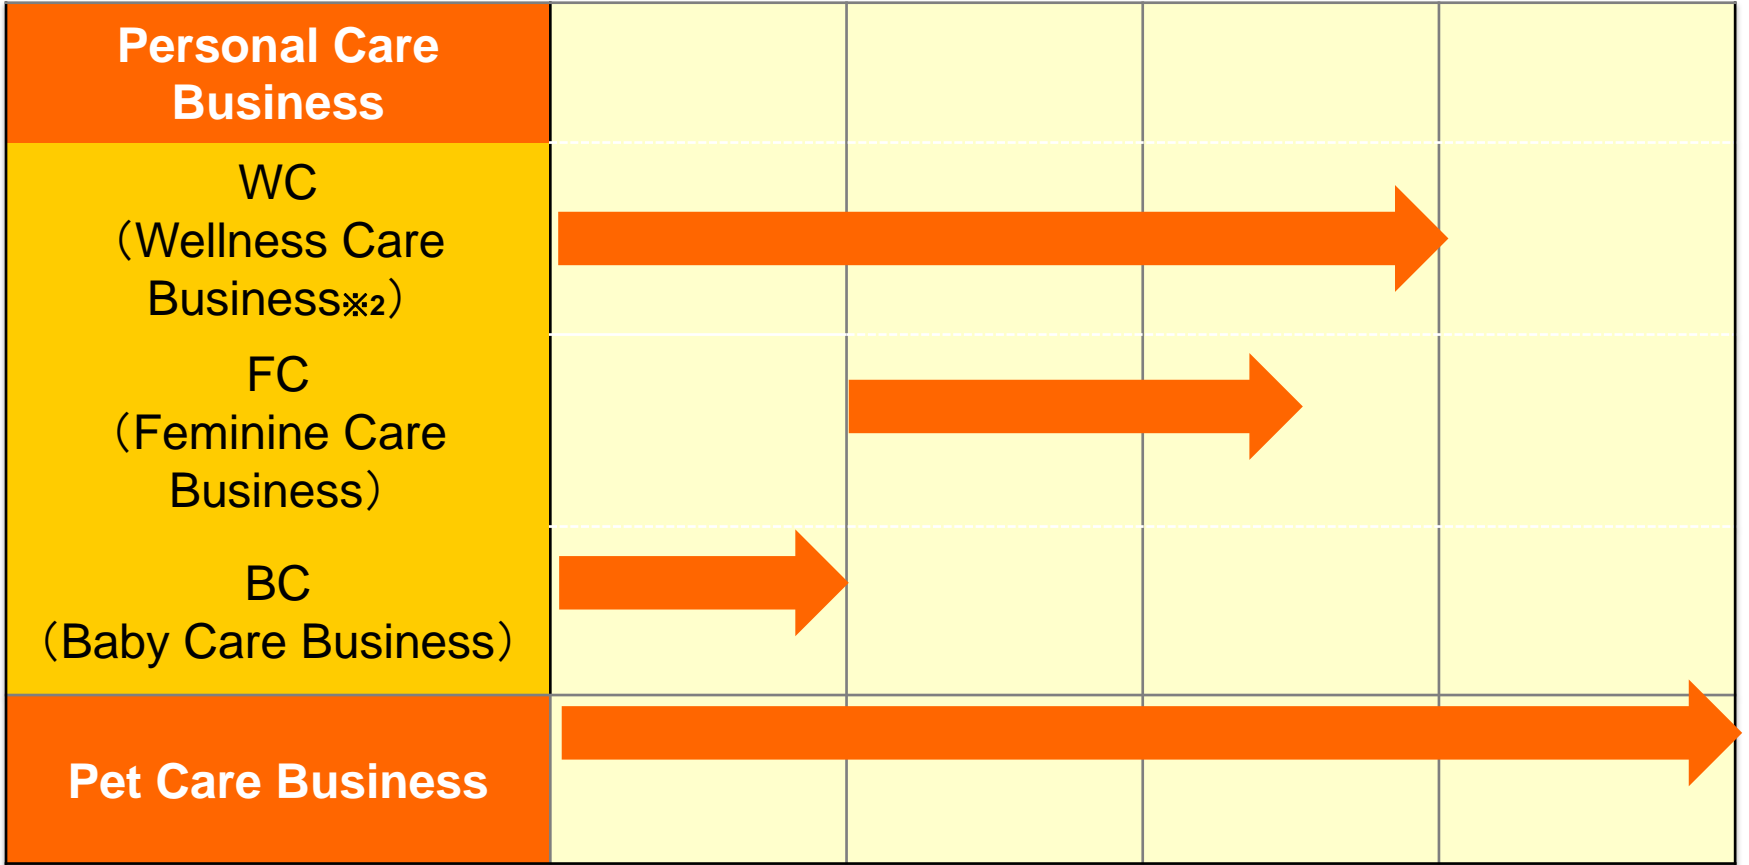 Personal Care
Business
WC
（Wellness Care
Business※2）
FC
（Feminine Care
Business）
BC
（Baby Care Business）
Pet Care Business